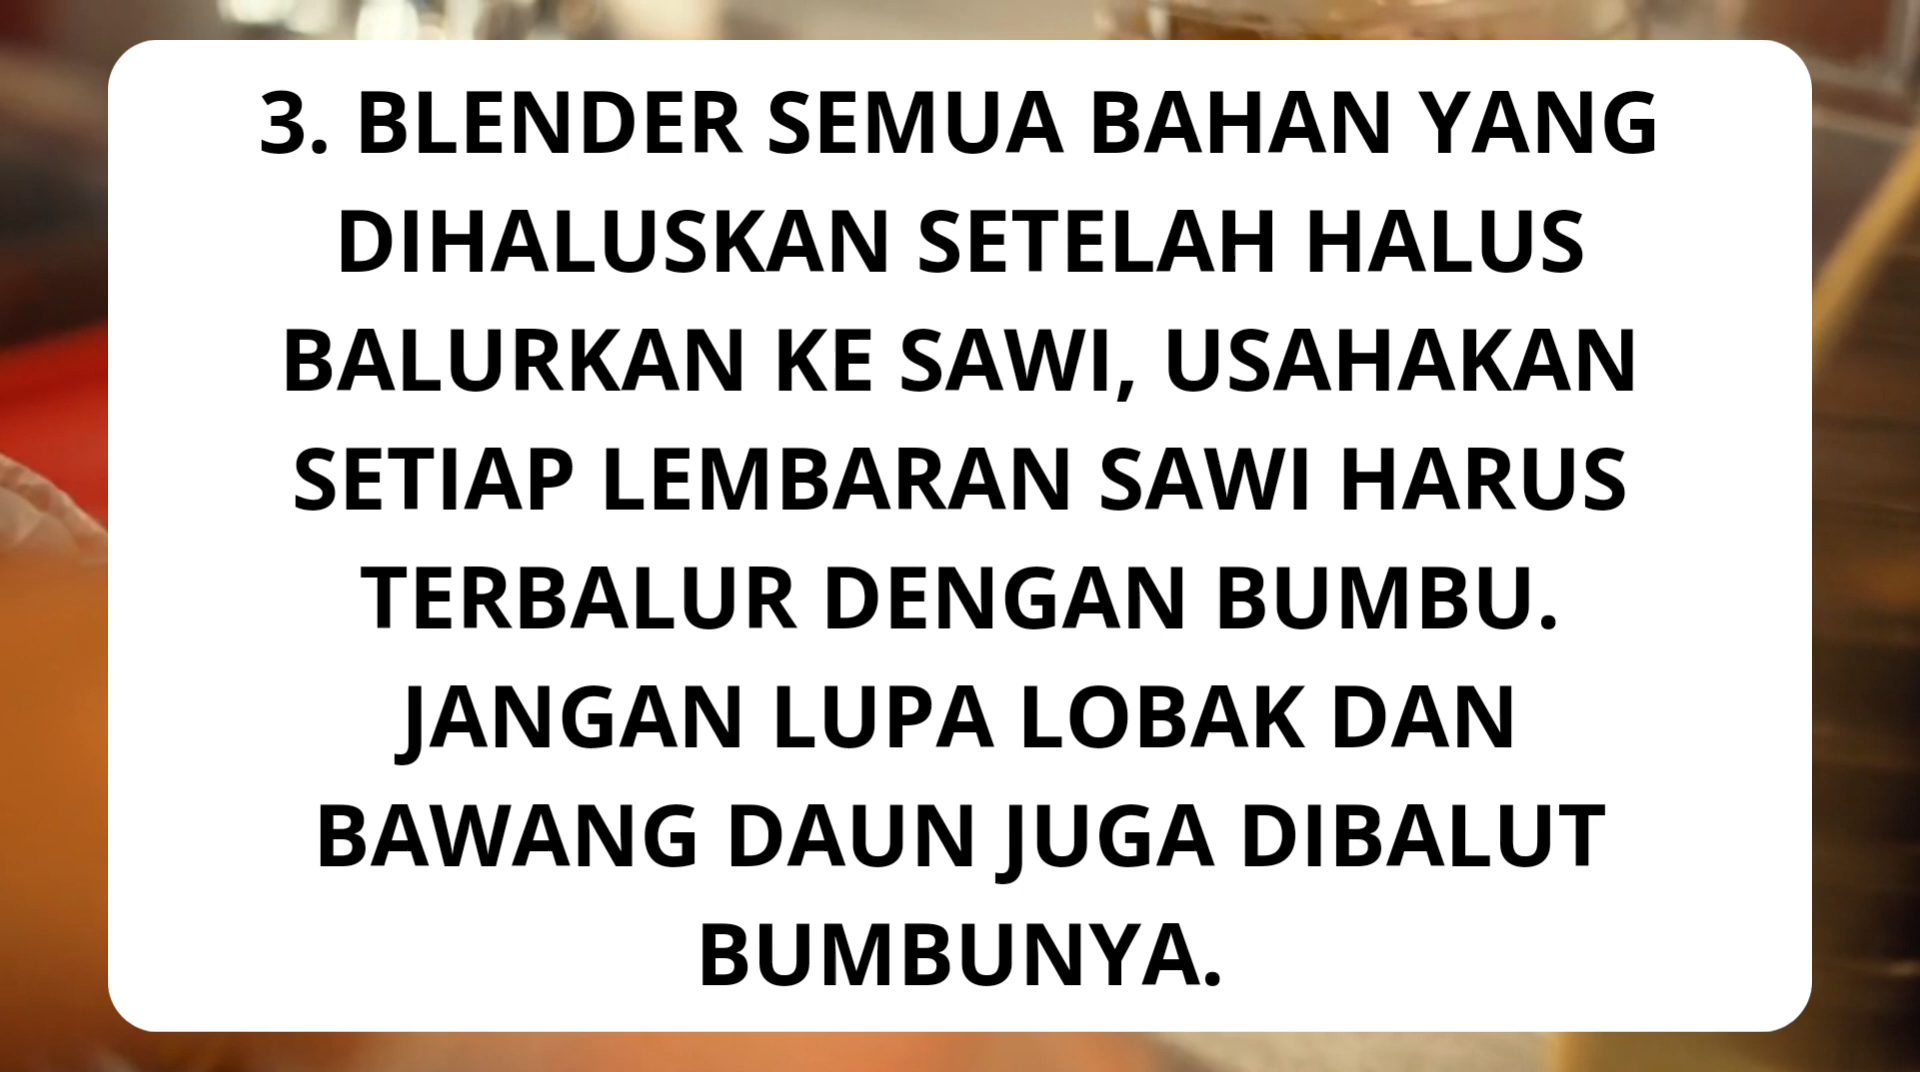 3. BLENDER SEMUA BAHAN YANG
DIHALUSKAN SETELAH HALUS
BALURKAN KE SAWI, USAHAKAN
SETIAP LEMBARAN SAWI HARUS
TERBALUR DENGAN BUMBU.
JANGAN LUPA LOBAK DAN
BAWANG DAUN JUGA DIBALUT
BUMBUNYA.